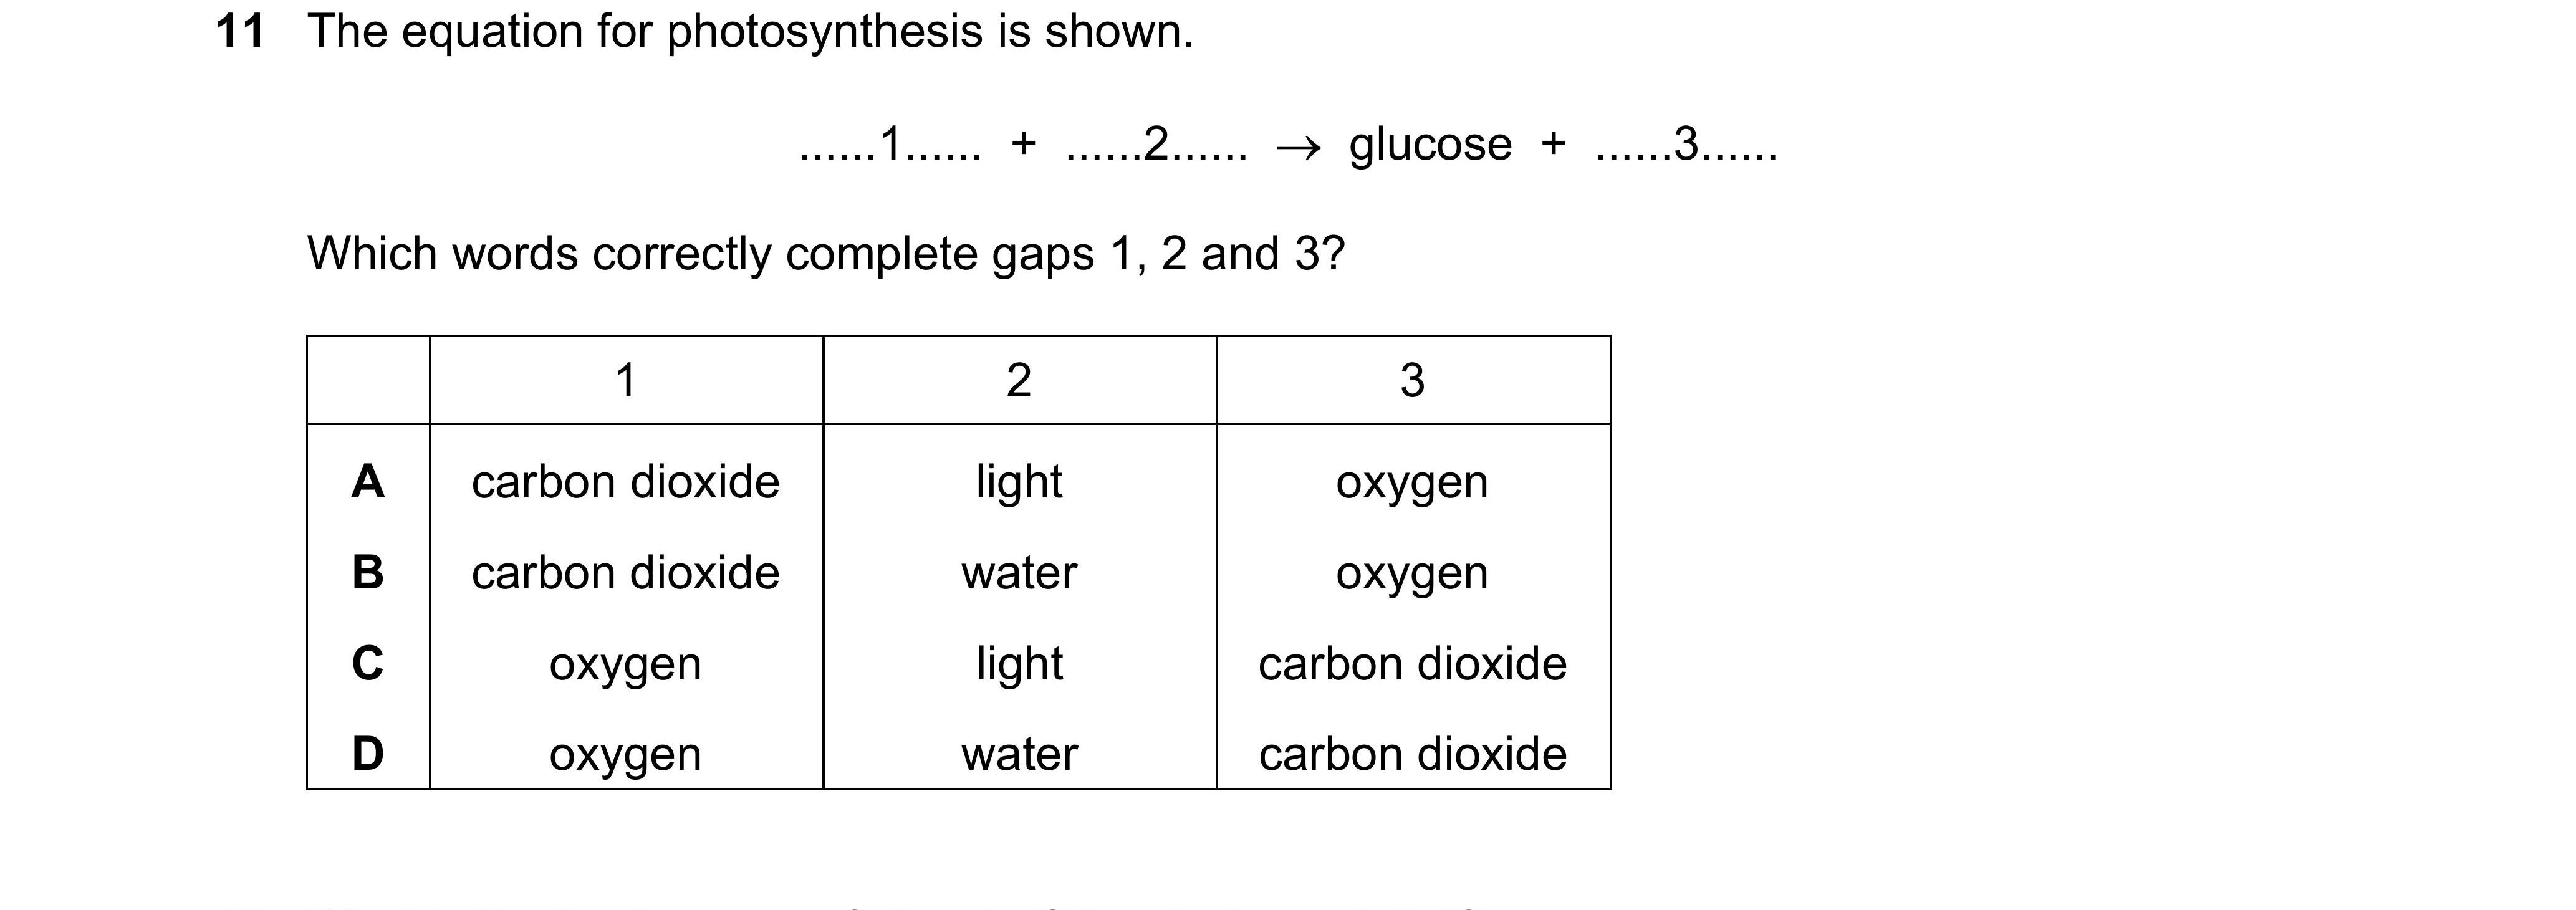 11 The equation for photosynthesis is shown.
......1...... + ......2...... → glucose + ......3......
Which words correctly complete gaps 1, 2 and 3?
1 2 3
A carbon dioxide light oxygen
B carbon dioxide water oxygen
C oxygen light carbon dioxide
D oxygen water carbon dioxide